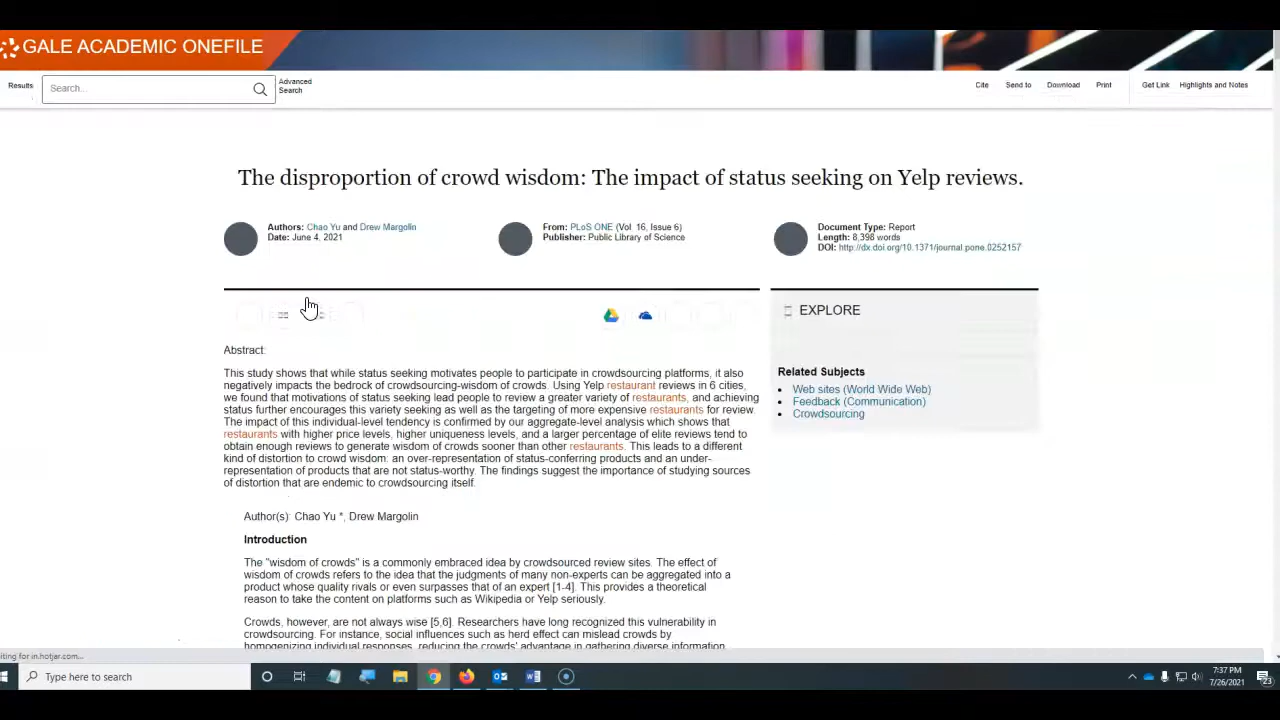 GALE ACADEMIC ONEFILE
Results
Search...
Advanced
Search
Cite
Send to
Download
Print
Get Link
Highlights and Notes
The disproportion of crowd wisdom: The impact of status seeking on Yelp reviews.
Authors: Chao Yu and Drew Margolin
Date: June 4, 2021
From: PLoS ONE (Vol. 16, Issue 6)
Publisher: Public Library of Science
Document Type: Report
Length: 8,398 words
DOI: http://dx.doi.org/10.1371/journal.pone.0252157
EXPLORE
Related Subjects
Web sites (World Wide Web)
Feedback (Communication)
Crowdsourcing
Abstract:
This study shows that while status seeking motivates people to participate in crowdsourcing platforms, it also
negatively impacts the bedrock of crowdsourcing-wisdom of crowds. Using Yelp restaurant reviews in 6 cities,
we found that motivations of status seeking lead people to review a greater variety of restaurants, and achieving
status further encourages this variety seeking as well as the targeting of more expensive restaurants for review.
The impact of this individual-level tendency is confirmed by our aggregate-level analysis which shows that
restaurants with higher price levels, higher uniqueness levels, and a larger percentage of elite reviews tend to
obtain enough reviews to generate wisdom of crowds sooner than other restaurants. This leads to a different
kind of distortion to crowd wisdom: an over-representation of status-conferring products and an under-
representation of products that are not status-worthy. The findings suggest the importance of studying sources
of distortion that are endemic to crowdsourcing itself.
Author(s): Chao Yu *, Drew Margolin
Introduction
The "wisdom of crowds" is a commonly embraced idea by crowdsourced review sites. The effect of
wisdom of crowds refers to the idea that the judgments of many non-experts can be aggregated into a
product whose quality rivals or even surpasses that of an expert [1-4]. This provides a theoretical
reason to take the content on platforms such as Wikipedia or Yelp seriously.
Crowds, however, are not always wise [5,6]. Researchers have long recognized this vulnerability in
crowdsourcing. For instance, social influences such as herd effect can mislead crowds by
homogenizing individual responses, reducing the crowds' advantage in gathering diverse information
iting for in.hotjar.com...
Type here to search
7:37 PM
7/26/2021
23